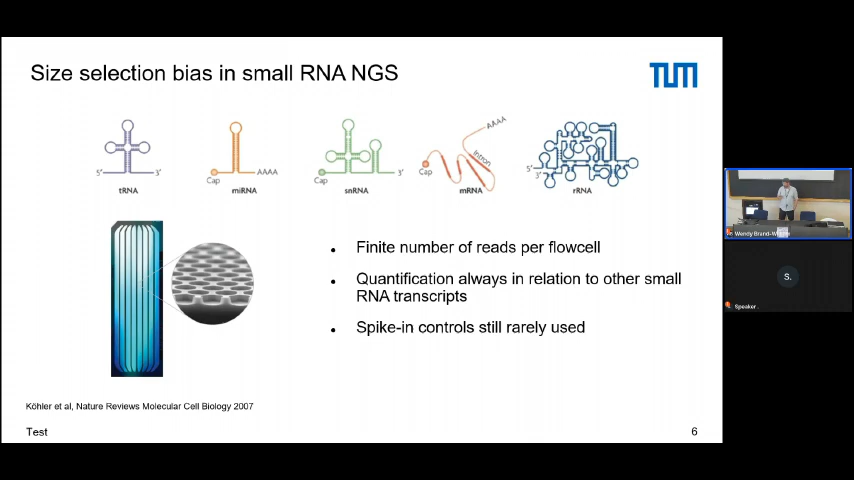 Size selection bias in small RNA NGS
TUM
AAAA
Cap
Intron
5' 3'
tRNA
Cap
AAAA
miRNA
Cap
3'
snRNA
mRNA
5'
3'
rRNA
Finite number of reads per flowcell
Quantification always in relation to other small
RNA transcripts
Spike-in controls still rarely used
Köhler et al, Nature Reviews Molecular Cell Biology 2007
Test
6
Wendy
S.
Speaker